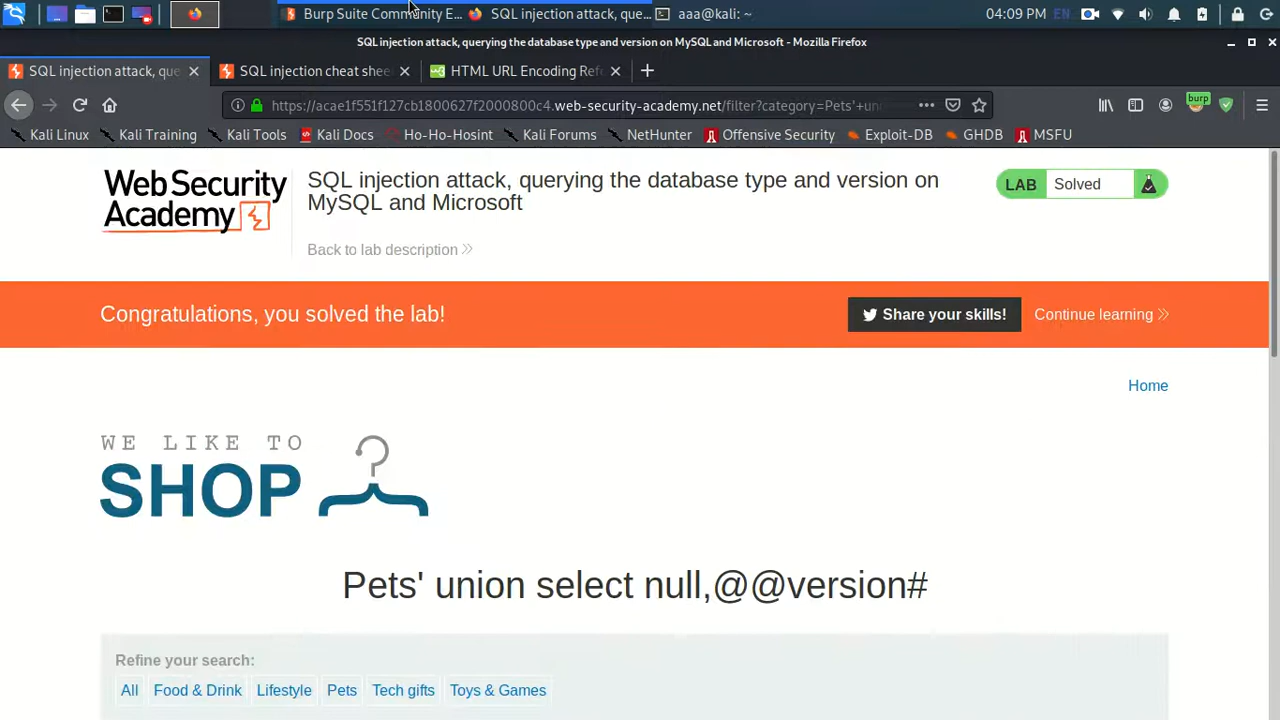 Burp Suite Community E...
SQL injection attack, que...
aaa@kali: ~
04:09 PM
EN
SQL injection attack, querying the database type and version on MySQL and Microsoft - Mozilla Firefox
SQL injection attack, que
SQL injection cheat shee
HTML URL Encoding Ref
https://acae1f551f127cb1800627f2000800c4.web-security-academy.net/filter?category=Pets'+un
burp
Kali Linux
Kali Training
Kali Tools
Kali Docs
Ho-Ho-Hosint
Kali Forums
NetHunter
Offensive Security
Exploit-DB
GHDB
MSFU
Web Security
Academy
SQL injection attack, querying the database type and version on
MySQL and Microsoft
LAB
Solved
Back to lab description
Congratulations, you solved the lab!
Share your skills!
Continue learning
Home
WE LIKE TO
SHOP
Pets' union select null,@@version#
Refine your search:
All
Food & Drink
Lifestyle
Pets
Tech gifts
Toys & Games